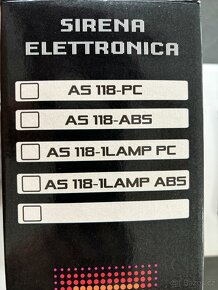 SIRENA
ELETTRONICA
AS 118-PC
AS 118-ABS
AS 118-1LAMP PC
AS 118-1LAMP ABS